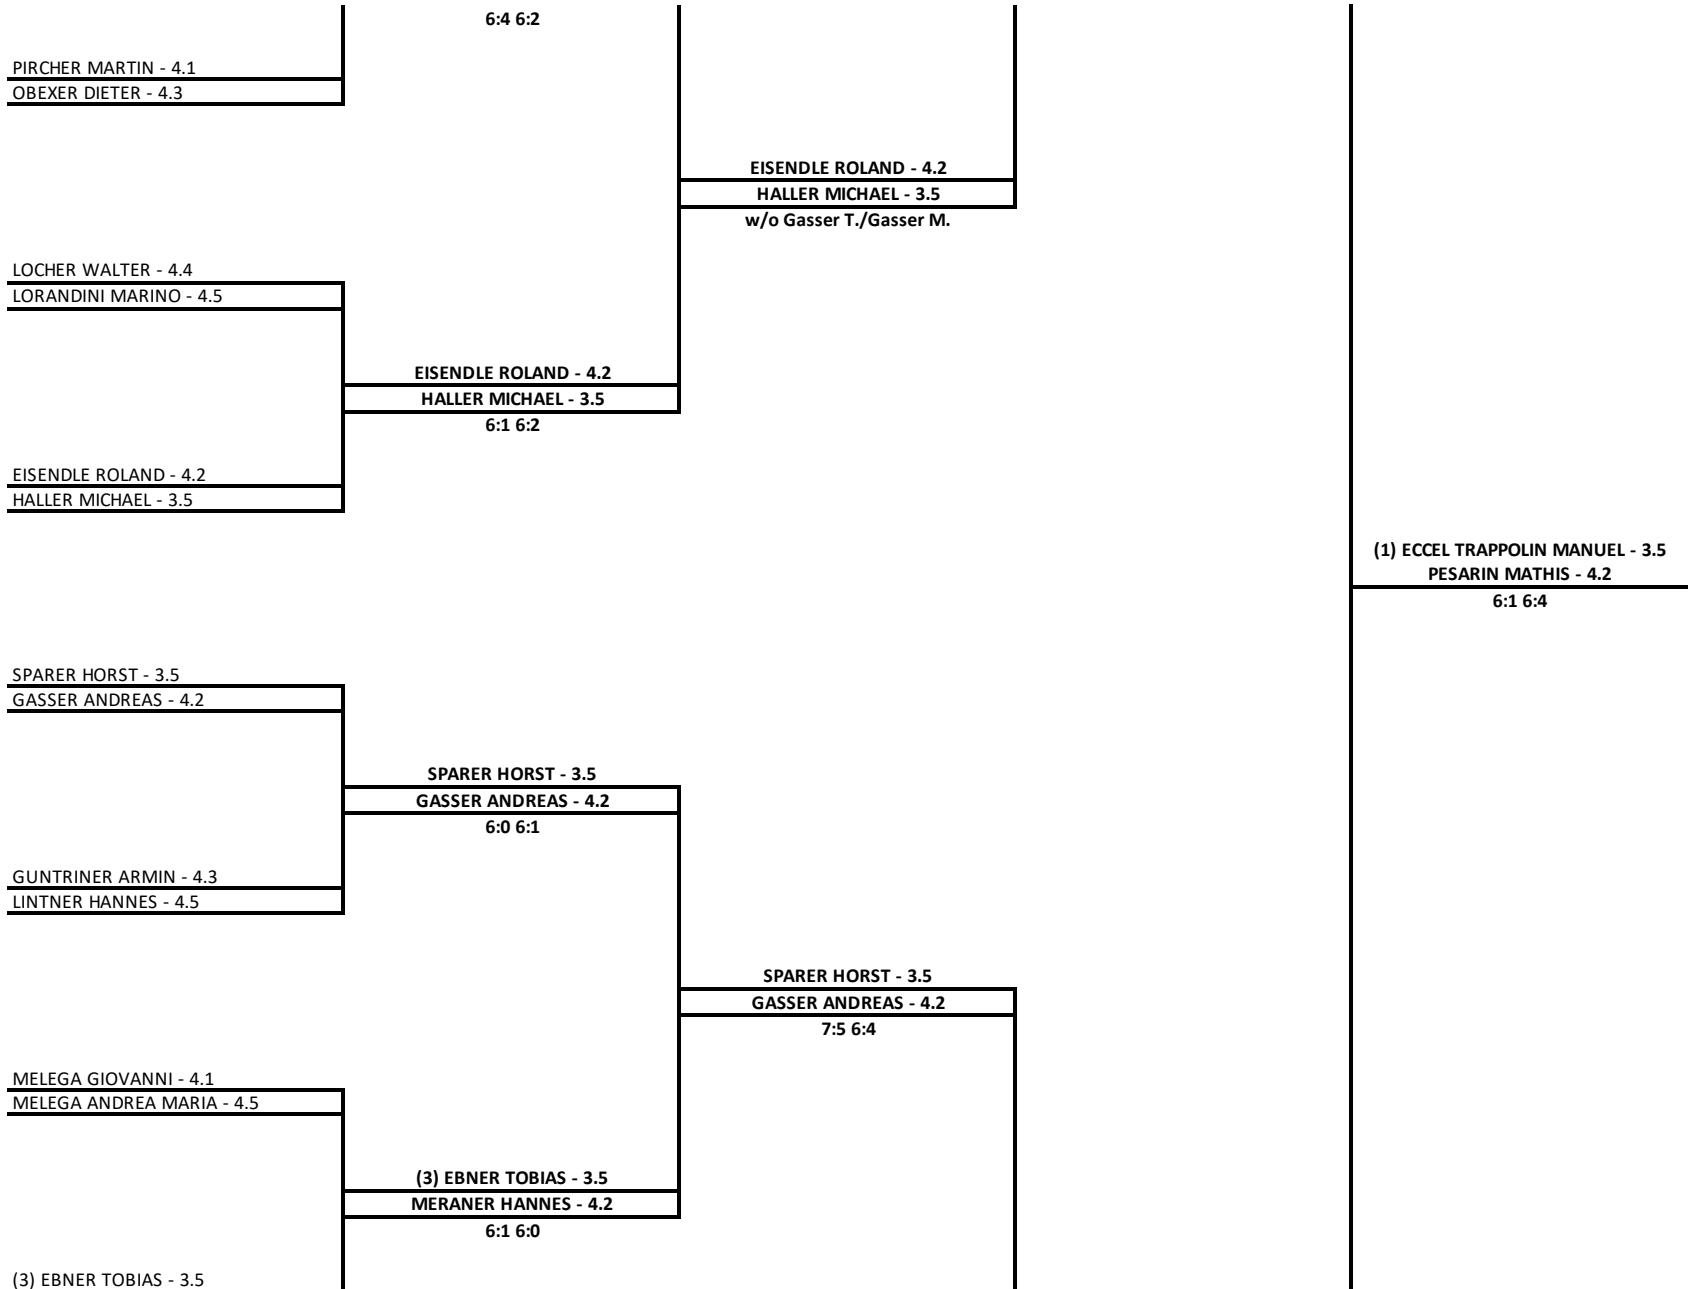 6:4 6:2
PIRCHER MARTIN - 4.1
OBEXER DIETER - 4.3
EISENDLE ROLAND - 4.2
HALLER MICHAEL - 3.5
w/o Gasser T./Gasser M.
LOCHER WALTER - 4.4
LORANDINI MARINO - 4.5
EISENDLE ROLAND - 4.2
HALLER MICHAEL - 3.5
6:1 6:2
EISENDLE ROLAND - 4.2
HALLER MICHAEL - 3.5
(1) ECCEL TRAPPOLIN MANUEL - 3.5
PESARIN MATHIS - 4.2
6:1 6:4
SPARER HORST - 3.5
GASSER ANDREAS - 4.2
SPARER HORST - 3.5
GASSER ANDREAS - 4.2
6:0 6:1
GUNTRINER ARMIN - 4.3
LINTNER HANNES - 4.5
SPARER HORST - 3.5
GASSER ANDREAS - 4.2
7:5 6:4
MELEGA GIOVANNI - 4.1
MELEGA ANDREA MARIA - 4.5
(3) EBNER TOBIAS - 3.5
MERANER HANNES - 4.2
6:1 6:0
(3) EBNER TOBIAS - 3.5